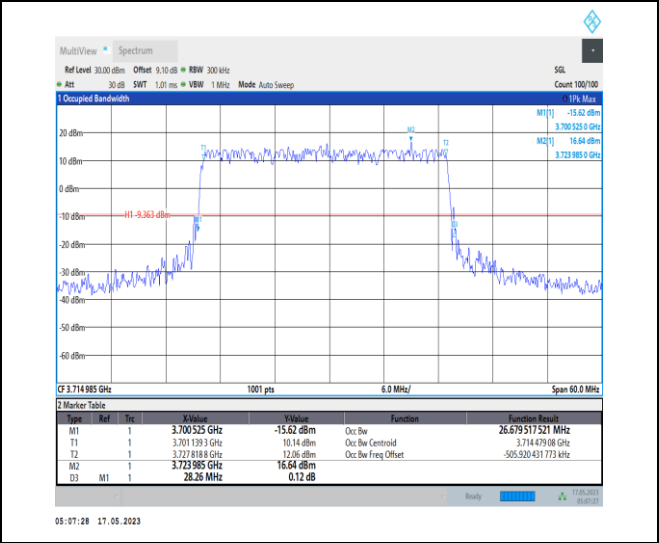 MultiView Spectrum
Ref Level 30.00 dBm Offset 9.10 dB RBW 300 kHz SGL
Att 30 dB SWT 1.01 ms VBW 1 MHz Mode Auto Sweep Count 100/100
1 Occupied Bandwidth 1Pk Max
M1[1] -15.62 dBm
3.700 525 0 GHz
M2[1] 16.64 dBm
3.723 985 0 GHz
20 dBm
M2
T1
T2
10 dBm
0 dBm
-10 dBm
H1 -9.363 dBm
-20 dBm
-30 dBm
-40 dBm
-50 dBm
-60 dBm
CF 3.714 985 GHz 1001 pts 6.0 MHz/ Span 60.0 MHz
2 Marker Table
Type Ref Trc X-Value Y-Value Function Function Result
M1 1 3.700 525 GHz -15.62 dBm Occ Bw 26.679 517 521 MHz
T1 1 3.701 139 3 GHz 10.14 dBm Occ Bw Centroid 3.714 479 08 GHz
T2 1 3.727 818 8 GHz 12.06 dBm Occ Bw Freq Offset -505.920 431 773 kHz
M2 1 3.723 985 GHz 16.64 dBm
D3 M1 1 28.26 MHz 0.12 dB
Ready 17.05.2023
05:07:27
05:07:28 17.05.2023